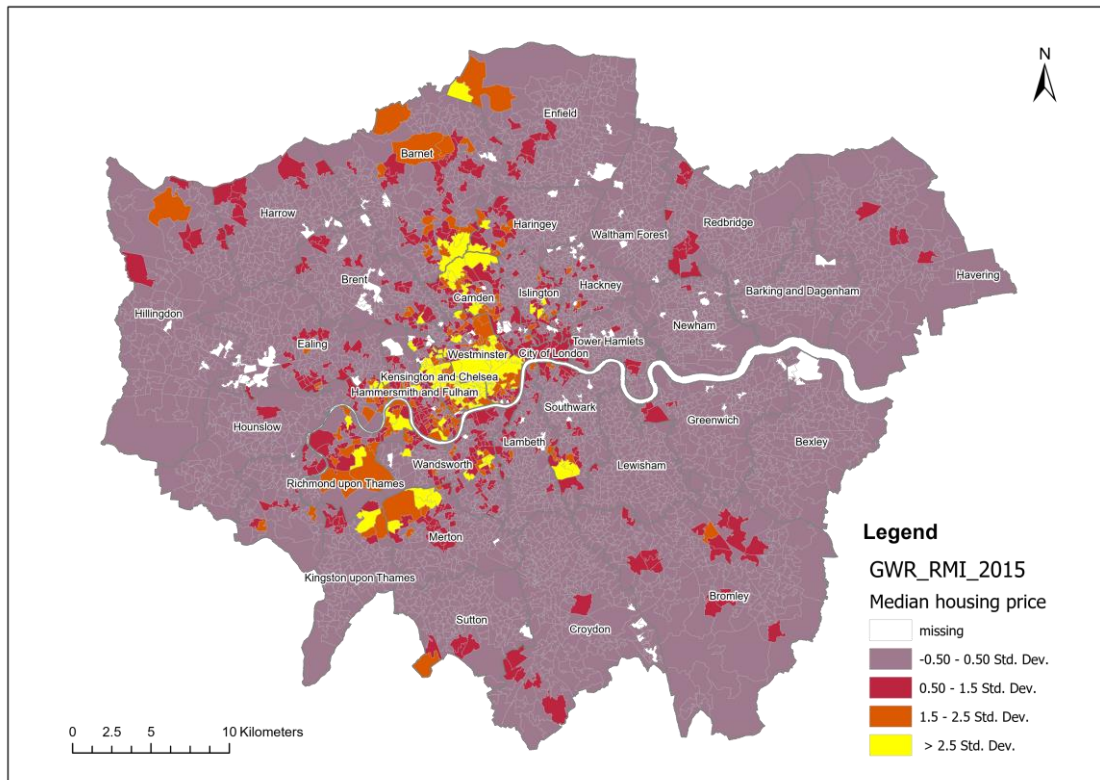 N
Enfield
Barnet
Harrow
Haringey
Redbridge
Waltham Forest
Brent
Camden
Islington
Hackney
Havering
Barking and Dagenham
Hillingdon
Newham
Ealing
Tower Hamlets
Westminster
City of London
Kensington and Chelsea
Hammersmith and Fulham
Southwark
Hounslow
Greenwich
Lambeth
Bexley
Wandsworth
Lewisham
Richmond upon Thames
Merton
Kingston upon Thames
Bromley
Sutton
Croydon
Legend
GWR_RMI_2015
Median housing price
missing
-0.50 - 0.50 Std. Dev.
0.50 - 1.5 Std. Dev.
1.5 - 2.5 Std. Dev.
> 2.5 Std. Dev.
0 2.5 5 10 Kilometers